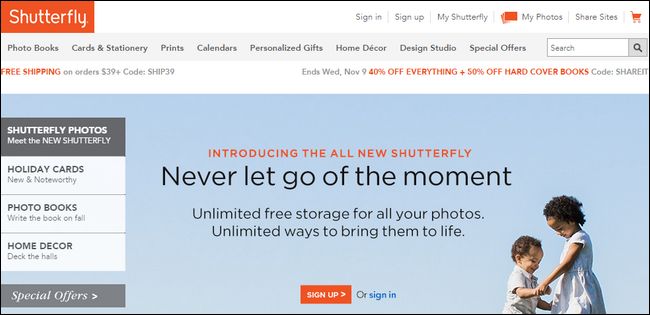 Shutterfly.
Sign in | Sign up | My Shutterfly | My Photos | Share Sites
Photo Books Cards & Stationery Prints Calendars Personalized Gifts Home Décor Design Studio Special Offers Search
FREE SHIPPING on orders $39+ Code: SHIP39 Ends Wed, Nov 9 40% OFF EVERYTHING + 50% OFF HARD COVER BOOKS Code: SHAREIT
SHUTTERFLY PHOTOS
Meet the NEW SHUTTERFLY
HOLIDAY CARDS
New & Noteworthy
PHOTO BOOKS
Write the book on fall
HOME DECOR
Deck the halls
Special Offers >
INTRODUCING THE ALL NEW SHUTTERFLY
Never let go of the moment
Unlimited free storage for all your photos.
Unlimited ways to bring them to life.
SIGN UP > Or sign in